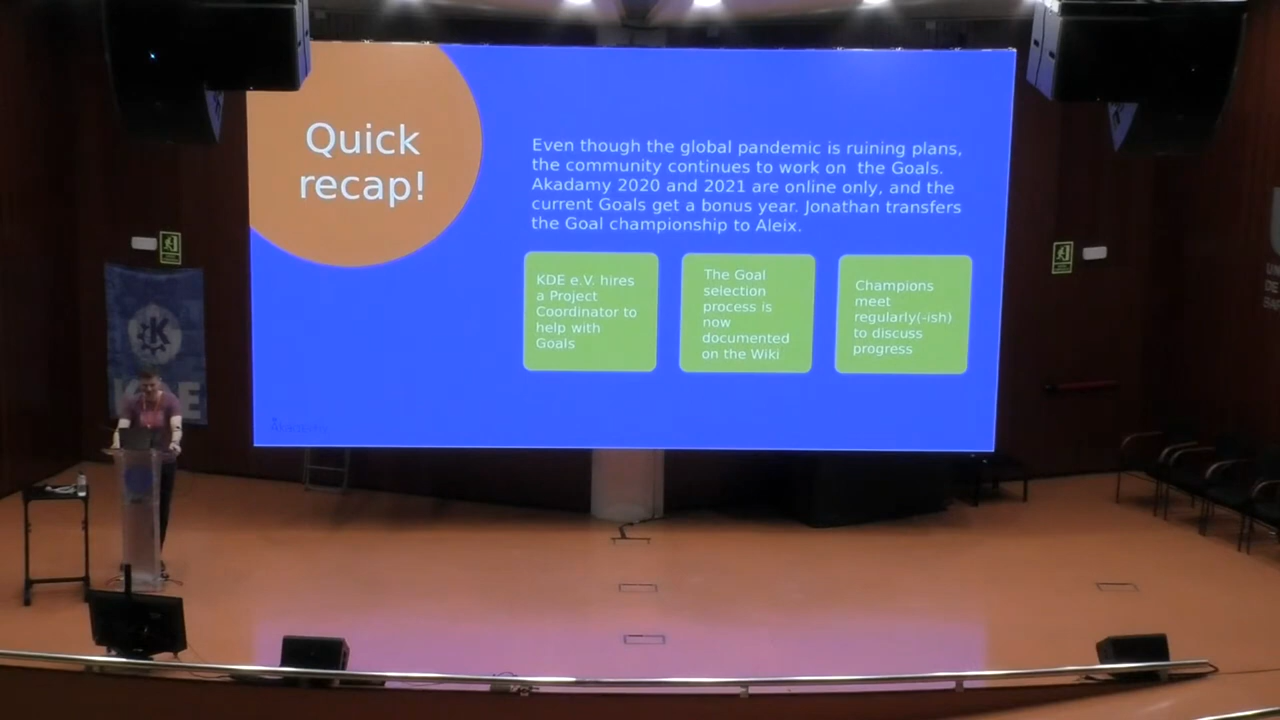 Quick
recap!
Even though the global pandemic is ruining plans,
the community continues to work on the Goals.
Akadamy 2020 and 2021 are online only, and the
current Goals get a bonus year. Jonathan transfers
the Goal championship to Aleix.
KDE e.V. hires
a Project
Coordinator to
help with
Goals
The Goal
selection
process is
now
documented
on the Wiki
Champions
meet
regularly(-ish)
to discuss
progress
K